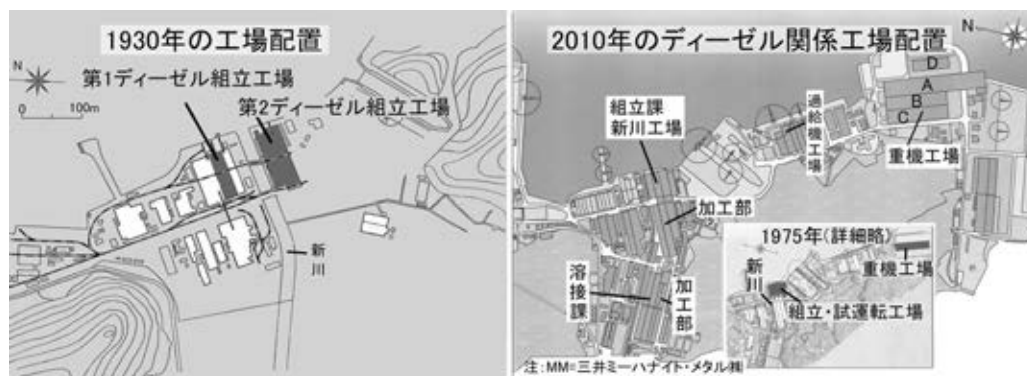 1930年の工場配置
N
第1ディーゼル組立工場
0 100m
第2ディーゼル組立工場
新川
2010年のディーゼル関係工場配置
N
D
A
B
C
組立課
新川工場
過給機工場
重機工場
加工部
溶接課
加工部
1975年(詳細略)
新川
重機工場
組立・試運転工場
注:MM=三井ミーハナイト・メタル㈱